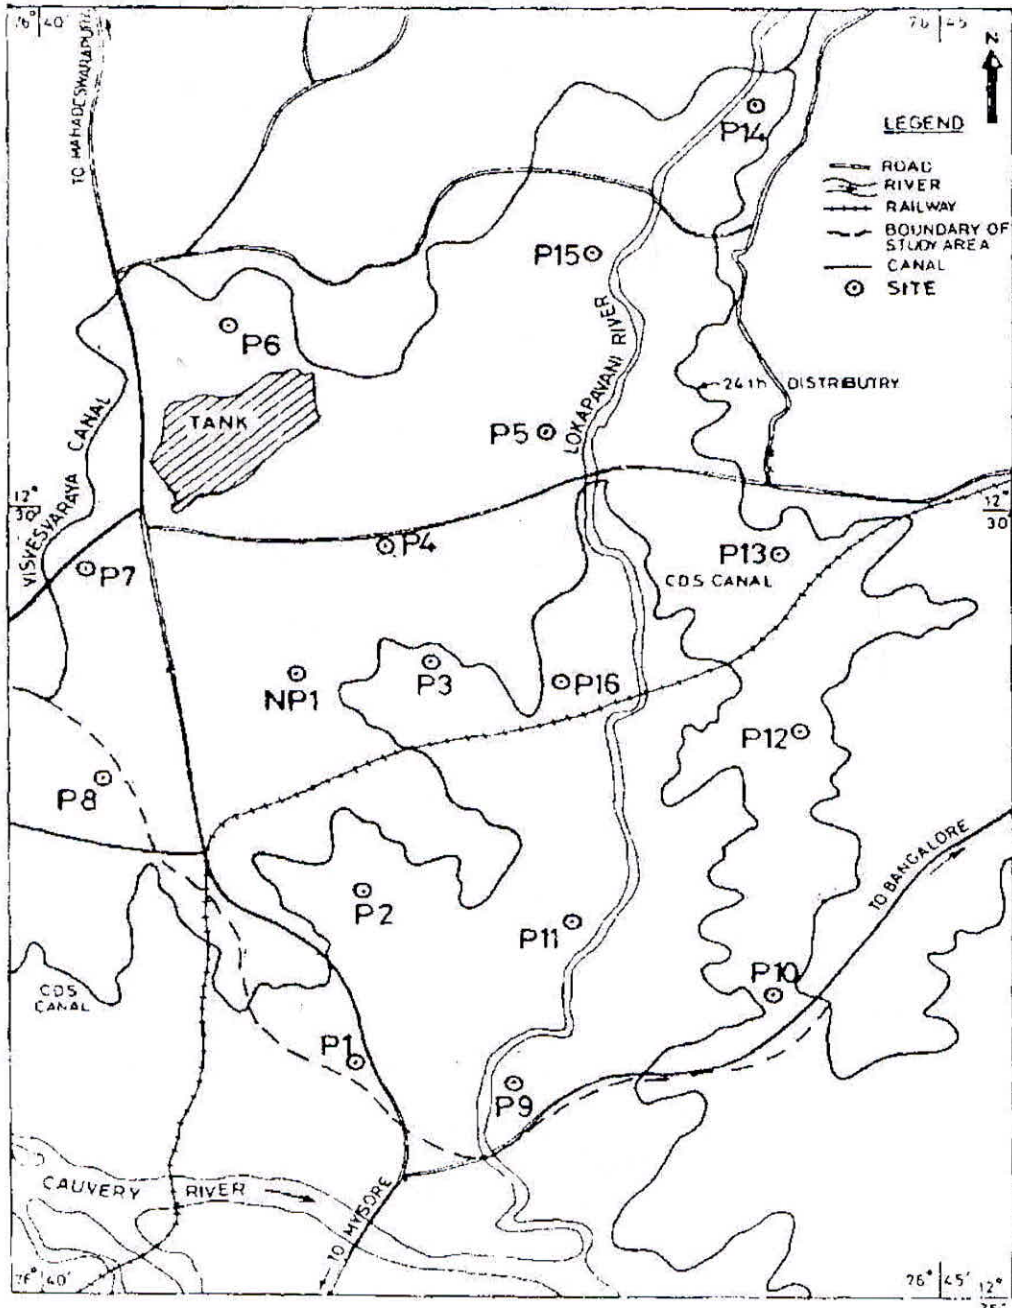 76° 40'
76 45
N
TO MAHADESWARAPURA
P14
LEGEND
ROAD
RIVER
RAILWAY
BOUNDARY OF
STUDY AREA
CANAL
SITE
P15
LOKAPAVANI RIVER
P6
24th DISTRIBUTRY
TANK
P5
VISVESVARAYA CANAL
12°
30'
12°
30
P4
P13
P7
CDS CANAL
P3
NP1
P16
P12
P8
TO BANGALORE
P2
P11
P10
CDS
CANAL
P1
P9
CAUVERY RIVER
TO MYSORE
76° 40'
76° 45' 12°